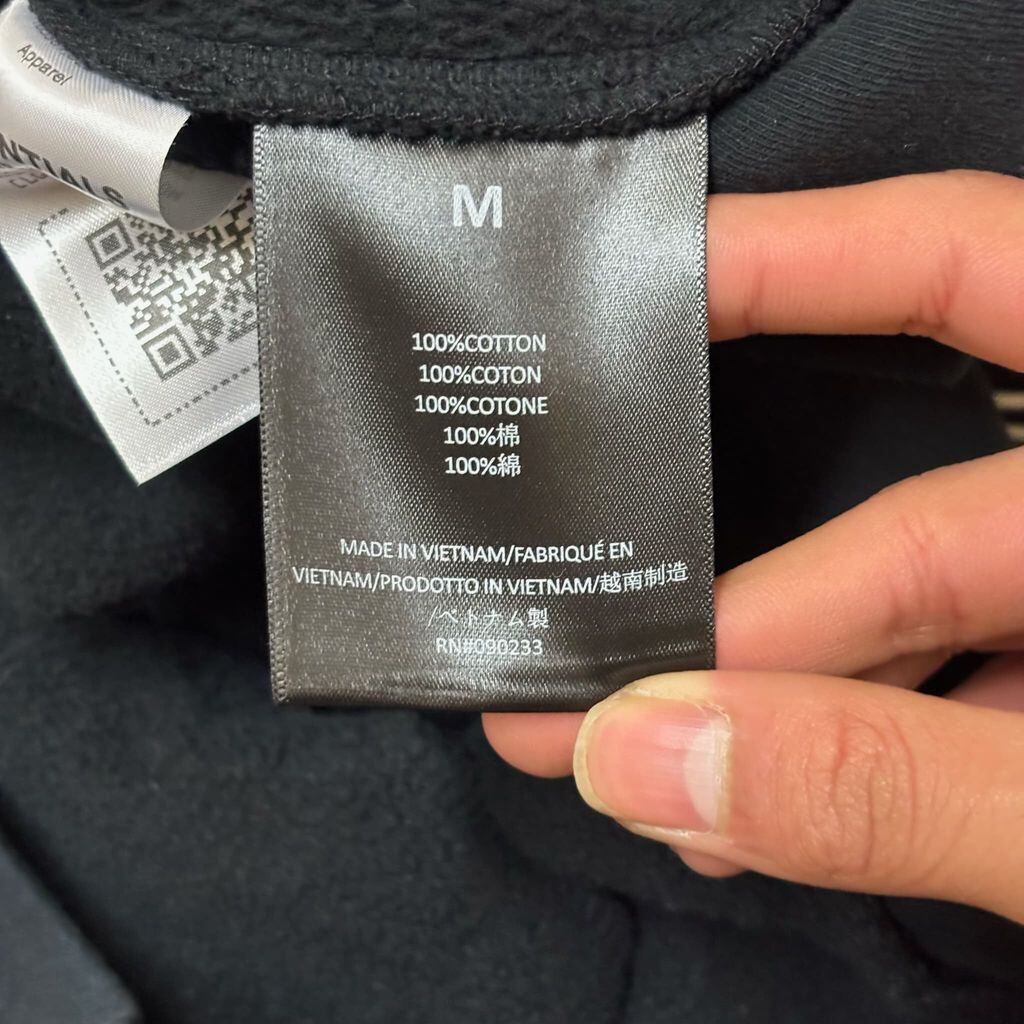 Apparel
NTIALS
M
100%COTTON
100%COTON
100%COTONE
100%棉
100%綿
MADE IN VIETNAM/FABRIQUÉ EN
VIETNAM/PRODOTTO IN VIETNAM/越南制造
/ベトナム製
RN#090233